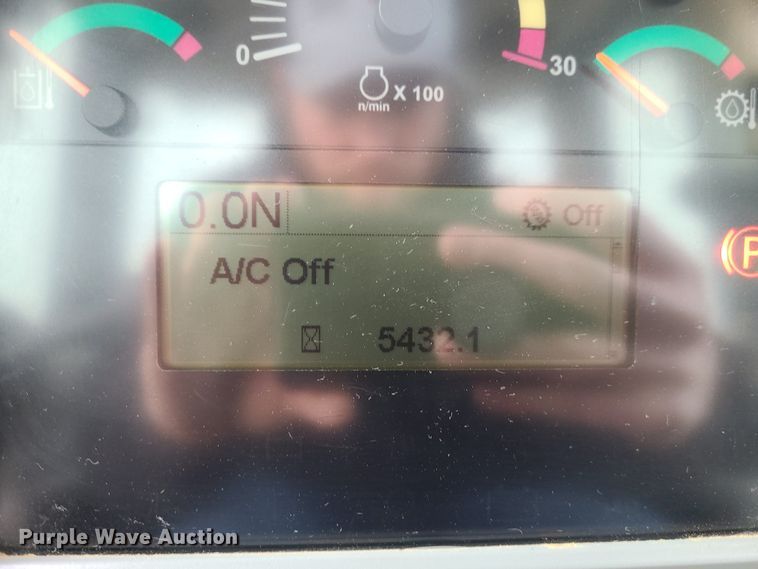 0
30
X 100
n/min
0.0N
Off
A/C Off
5432.1
P
Purple Wave Auction